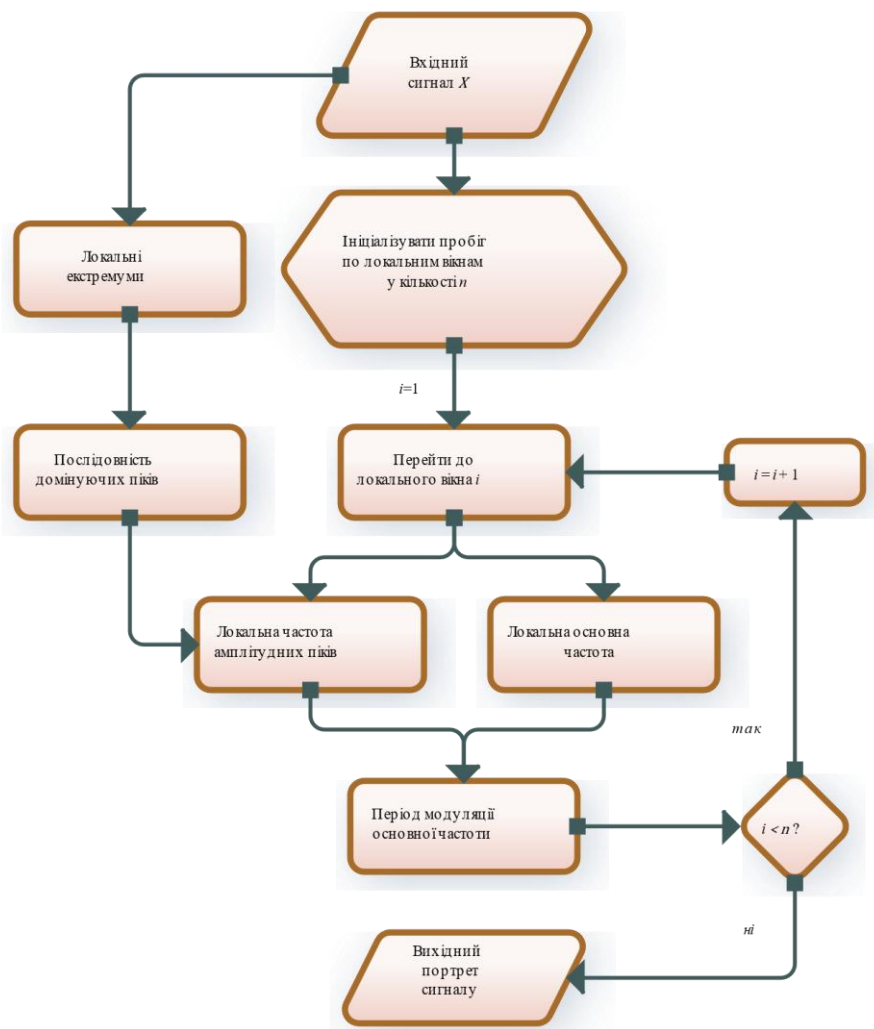 Вхідний
сигнал X
Локальні
екстремуми
Ініціалізувати пробіг
по локальним вікнам
у кількості n
i=1
Послідовність
домінуючих піків
Перейти до
локального вікна i
i = i + 1
Локальна частота
амплітудних піків
Локальна основна
частота
так
Період модуляції
основної частоти
i < n ?
ні
Вихідний
портрет
сигналу